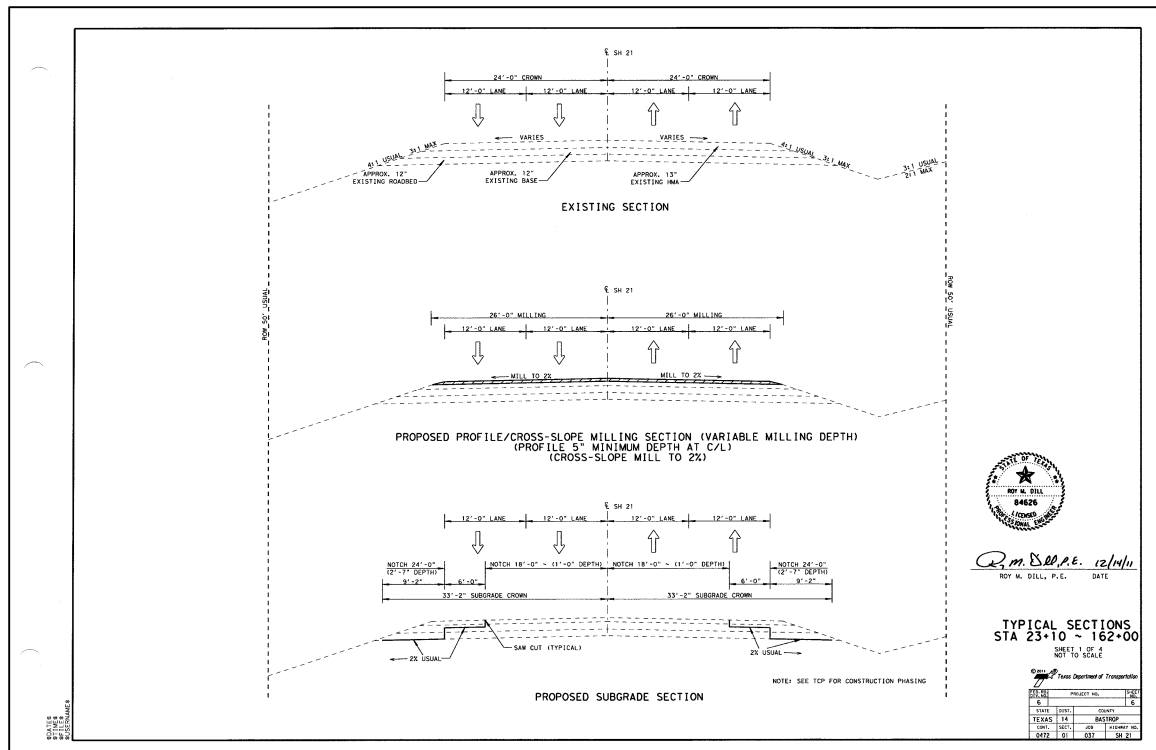 ℄ SH 21
24'-0" CROWN 24'-0" CROWN
12'-0" LANE 12'-0" LANE 12'-0" LANE 12'-0" LANE
VARIES VARIES
4:1 USUAL 3:1 MAX 4:1 USUAL 3:1 MAX 3:1 USUAL
2:1 MAX
APPROX. 12"
EXISTING ROADBED
APPROX. 12"
EXISTING BASE
APPROX. 13"
EXISTING HMA
EXISTING SECTION
ROW 50' USUAL
ROW 50' USUAL
℄ SH 21
26'-0" MILLING 26'-0" MILLING
12'-0" LANE 12'-0" LANE 12'-0" LANE 12'-0" LANE
MILL TO 2% MILL TO 2%
PROPOSED PROFILE/CROSS-SLOPE MILLING SECTION (VARIABLE MILLING DEPTH)
(PROFILE 5" MINIMUM DEPTH AT C/L)
(CROSS-SLOPE MILL TO 2%)
℄ SH 21
12'-0" LANE 12'-0" LANE 12'-0" LANE 12'-0" LANE
NOTCH 24'-0" NOTCH 18'-0" ~ (1'-0" DEPTH) NOTCH 18'-0" ~ (1'-0" DEPTH) NOTCH 24'-0"
(2'-7" DEPTH) (2'-7" DEPTH)
9'-2" 6'-0" 6'-0" 9'-2"
33'-2" SUBGRADE CROWN 33'-2" SUBGRADE CROWN
2% USUAL SAW CUT (TYPICAL) 2% USUAL
NOTE: SEE TCP FOR CONSTRUCTION PHASING
PROPOSED SUBGRADE SECTION
STATE OF TEXAS
ROY M. DILL
84626
LICENSED
PROFESSIONAL ENGINEER
R. M. Dill, P.E. 12/14/11
ROY M. DILL, P.E. DATE
TYPICAL SECTIONS
STA 23+10 ~ 162+00
SHEET 1 OF 4
NOT TO SCALE
© 2011
Texas Department of Transportation
FED. RD. DIV. NO. PROJECT NO. SHEET NO.
6 6
STATE DIST. COUNTY
TEXAS 14 BASTROP
CONT. SECT. JOB HIGHWAY NO.
0472 01 037 SH 21
$DATE$
$TIME$
$FILE$
$USERNAME$